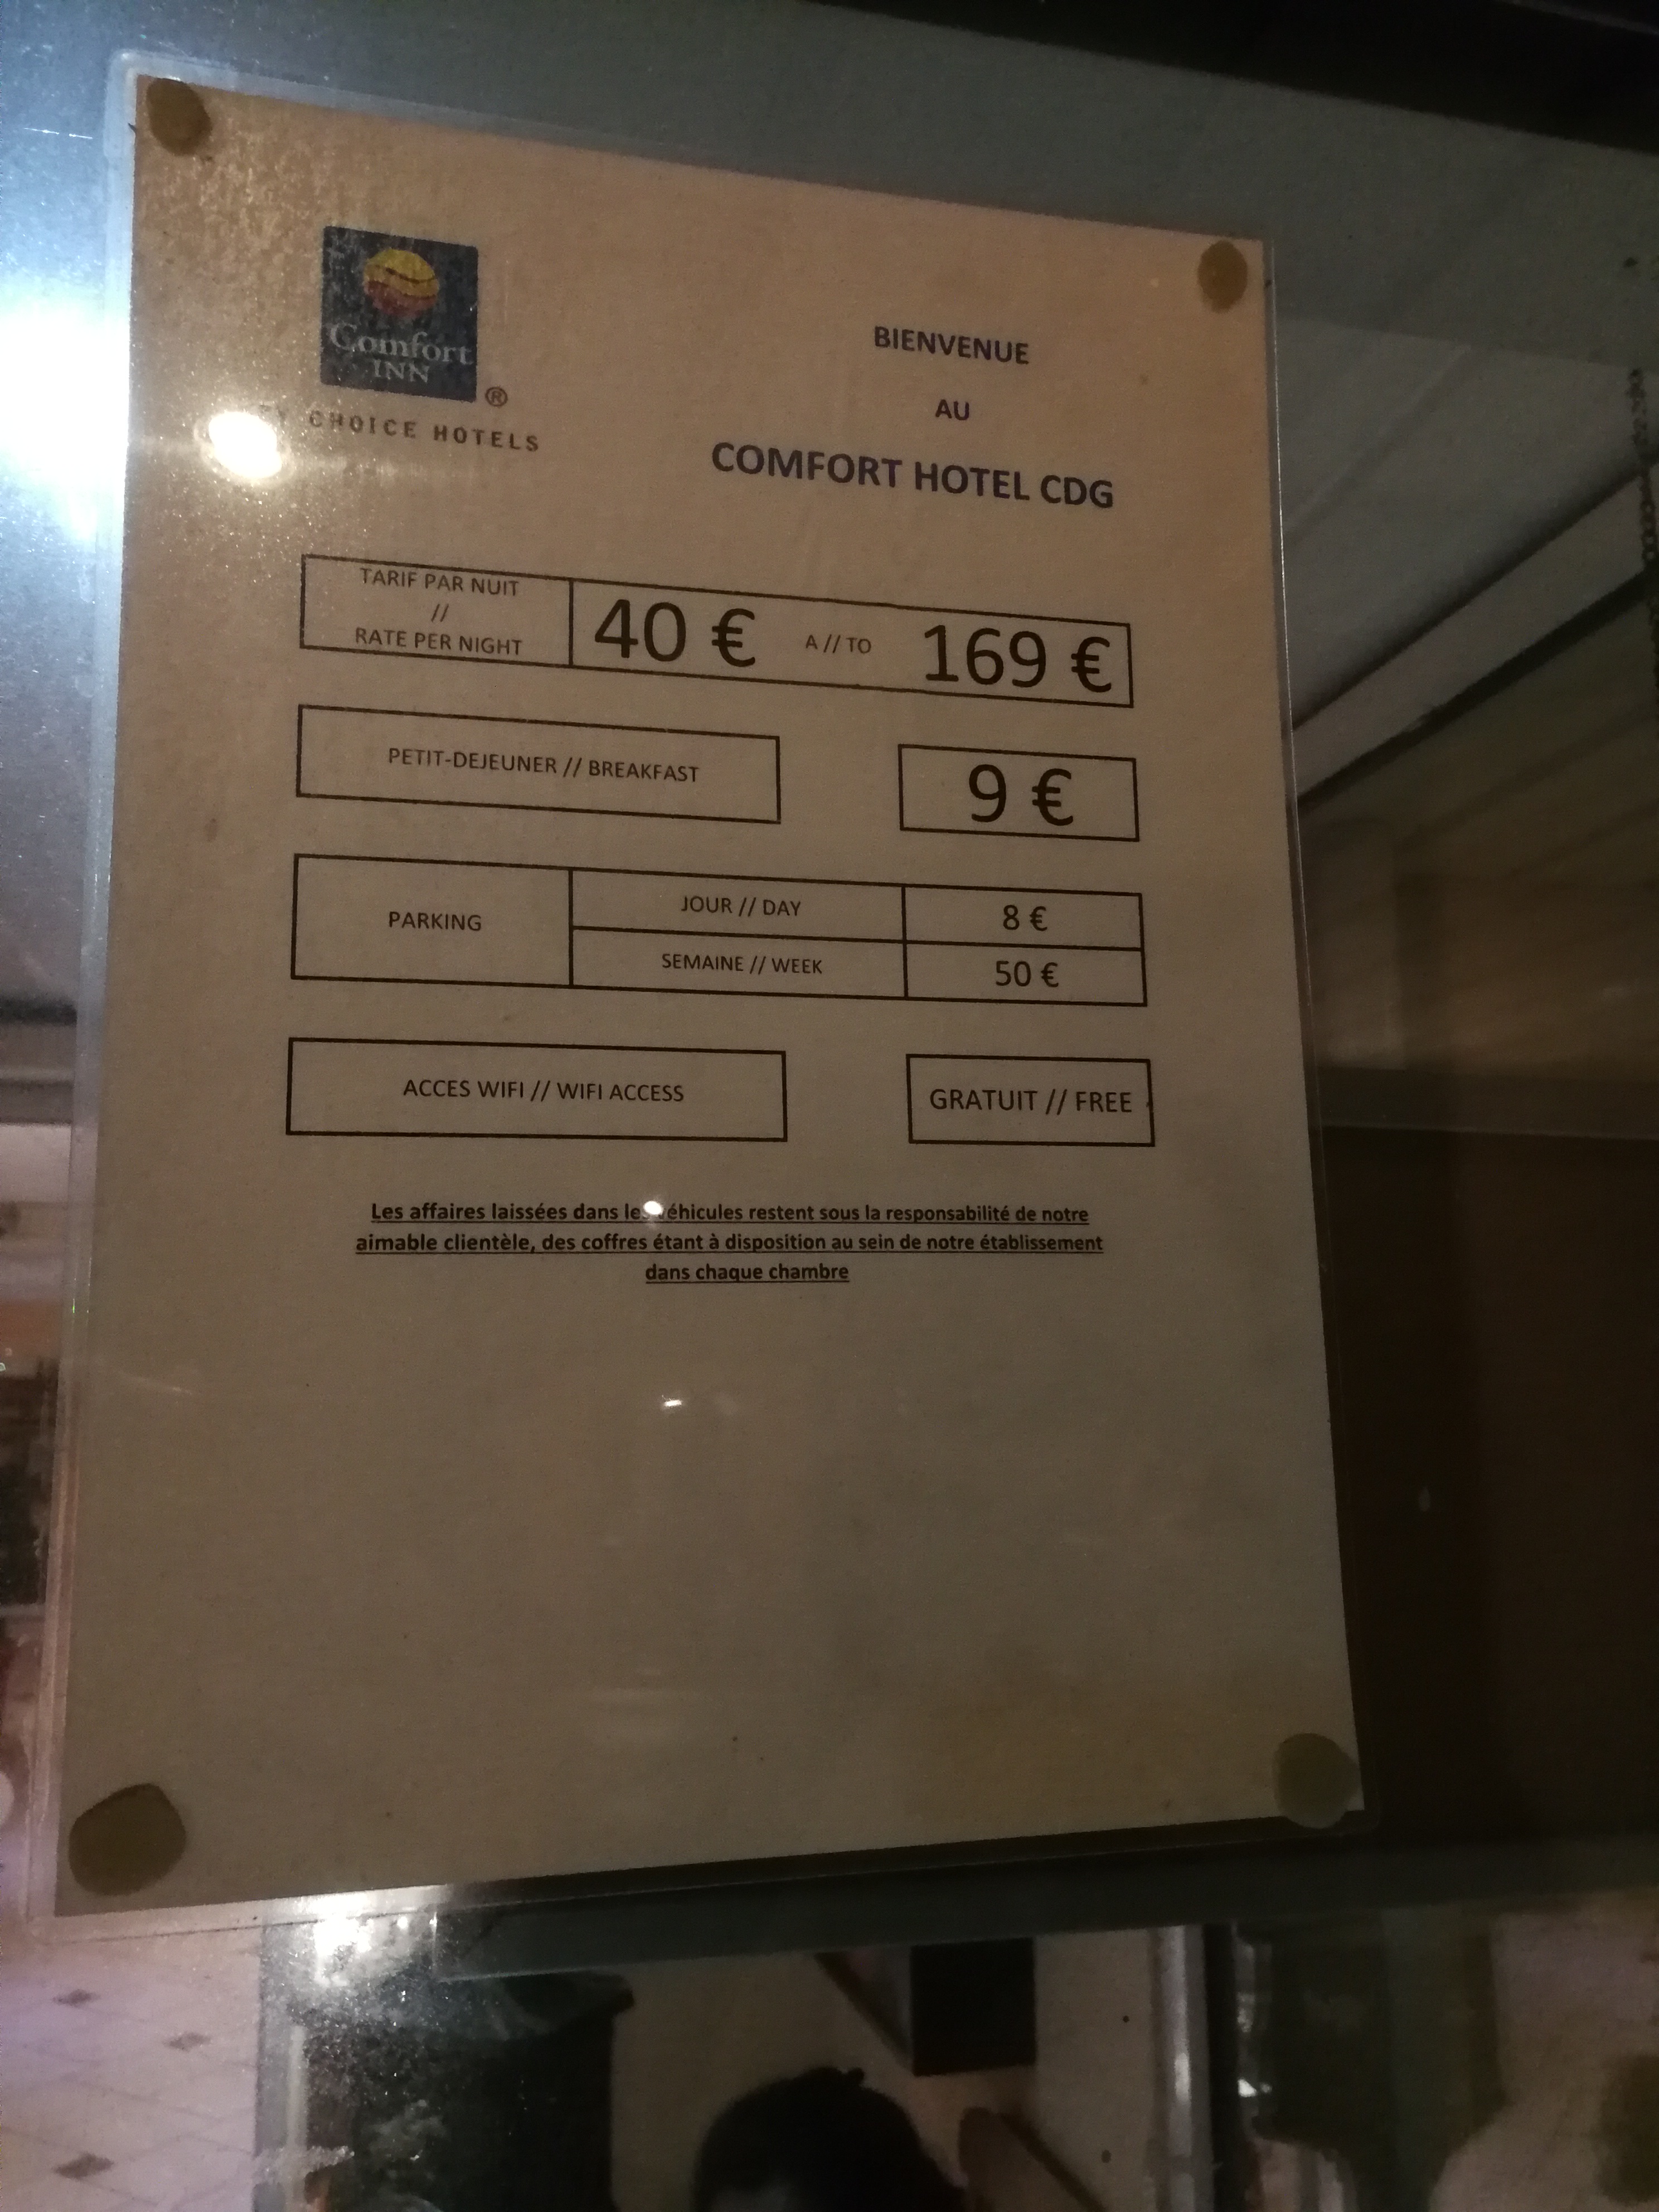 Comfort
INN
®
BY CHOICE HOTELS
BIENVENUE
AU
COMFORT HOTEL CDG
TARIF PAR NUIT
//
RATE PER NIGHT
40 € A // TO 169 €
PETIT-DEJEUNER // BREAKFAST 9 €
PARKING
JOUR // DAY 8 €
SEMAINE // WEEK 50 €
ACCES WIFI // WIFI ACCESS GRATUIT // FREE
Les affaires laissées dans les véhicules restent sous la responsabilité de notre
aimable clientèle, des coffres étant à disposition au sein de notre établissement
dans chaque chambre